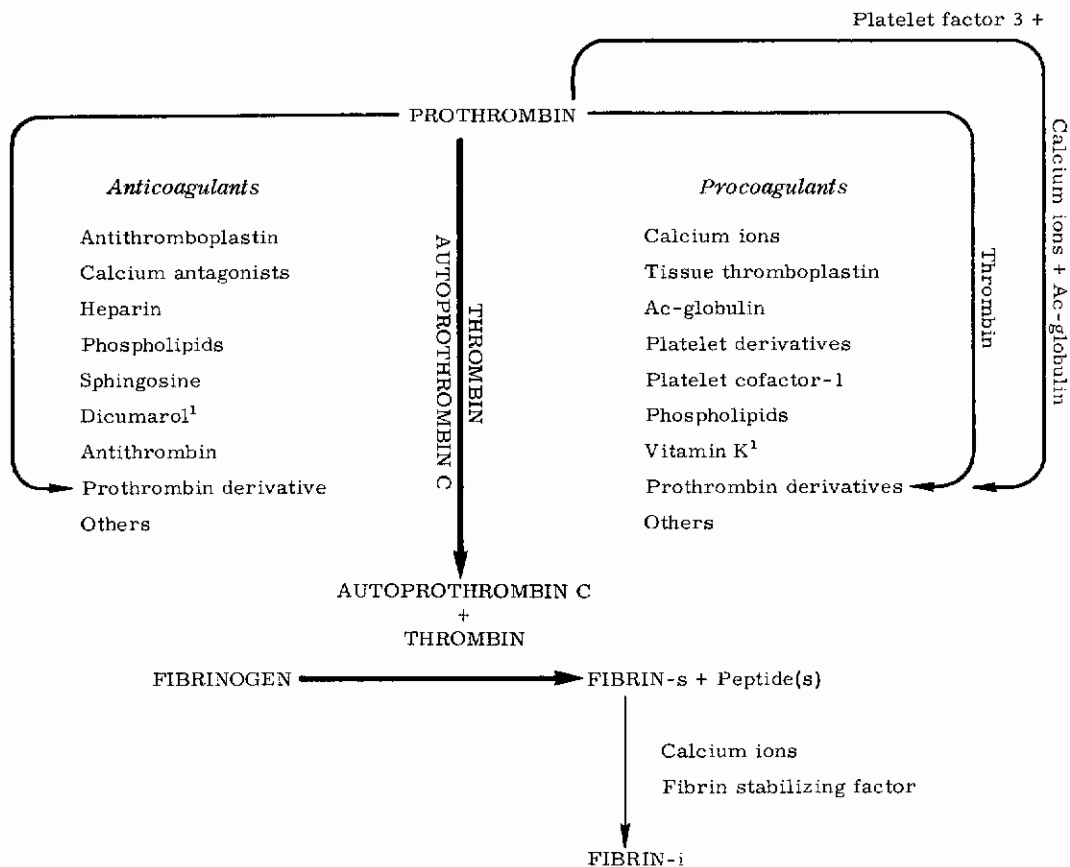 Platelet factor 3 +
PROTHROMBIN
Calcium ions + Ac-globulin
Thrombin
Anticoagulants
Antithromboplastin
Calcium antagonists
Heparin
Phospholipids
Sphingosine
Dicumarol¹
Antithrombin
Prothrombin derivative
Others
AUTOPROTHROMBIN C
THROMBIN
Procoagulants
Calcium ions
Tissue thromboplastin
Ac-globulin
Platelet derivatives
Platelet cofactor-1
Phospholipids
Vitamin K¹
Prothrombin derivatives
Others
AUTOPROTHROMBIN C
+
THROMBIN
FIBRINOGEN
FIBRIN-s + Peptide(s)
Calcium ions
Fibrin stabilizing factor
FIBRIN-i